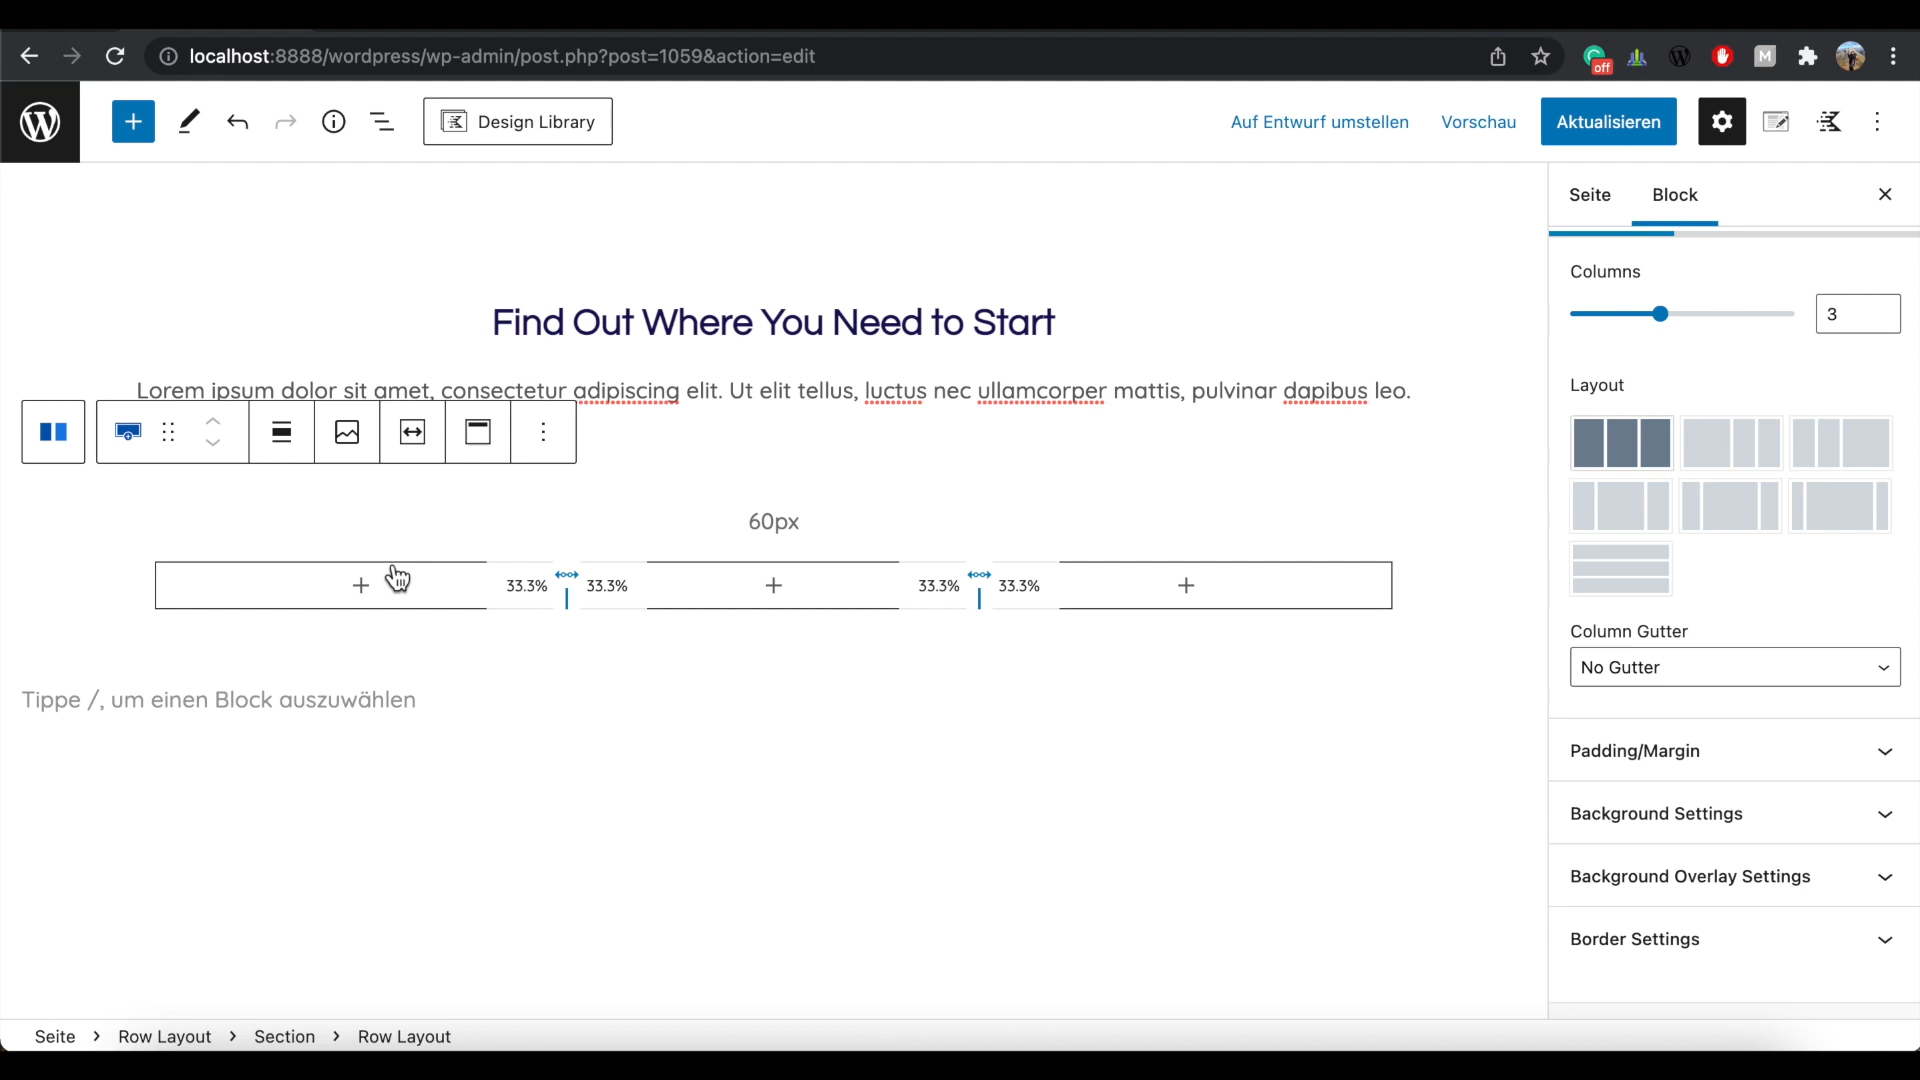 localhost:8888/wordpress/wp-admin/post.php?post=1059&action=edit
off
M
Design Library
Auf Entwurf umstellen
Vorschau
Aktualisieren
Seite
Block
Columns
3
Find Out Where You Need to Start
Layout
Lorem ipsum dolor sit amet, consectetur adipiscing elit. Ut elit tellus, luctus nec ullamcorper mattis, pulvinar dapibus leo.
60px
33.3% 33.3% 33.3% 33.3%
Column Gutter
No Gutter
Tippe /, um einen Block auszuwählen
Padding/Margin
Background Settings
Background Overlay Settings
Border Settings
Seite > Row Layout > Section > Row Layout